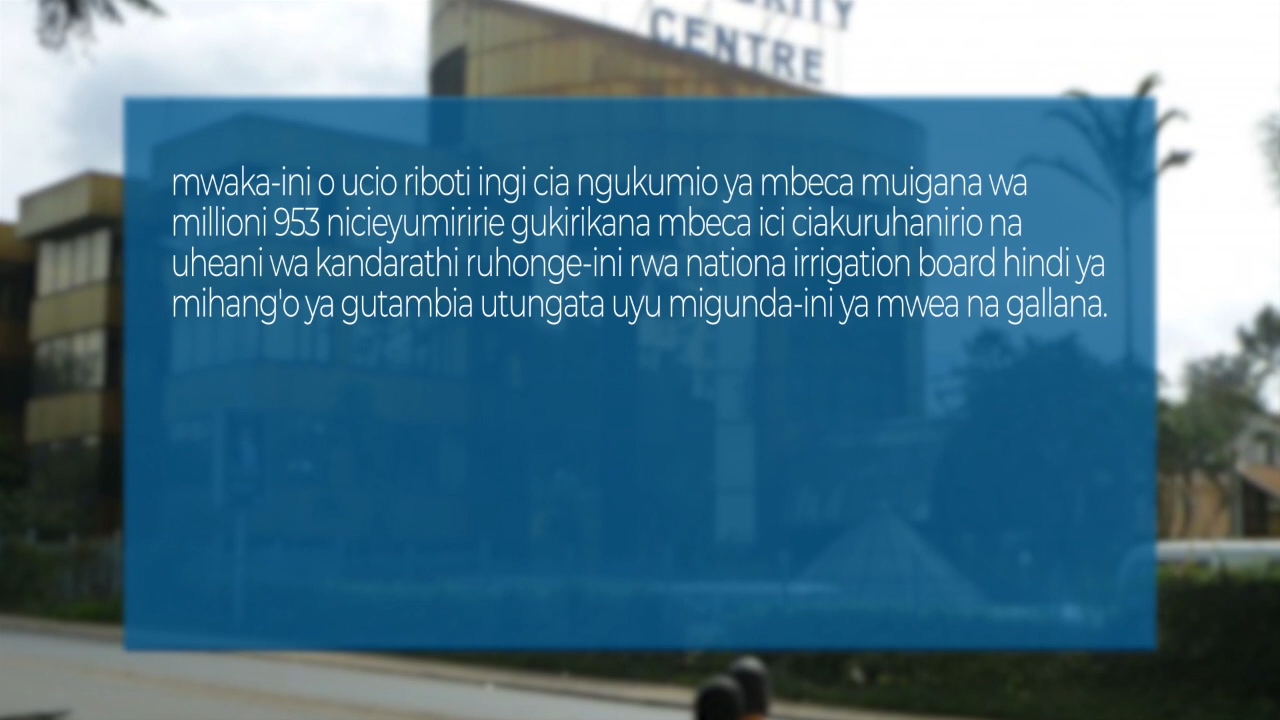 CENTRE
mwaka-ini o ucio riboti ingi cia ngukumio ya mbeca muigana wa
millioni 953 nicieyumiririe gukirikana mbeca ici ciakuruhanirio na
uheani wa kandarathi ruhonge-ini rwa nationa irrigation board hindi ya
mihang'o ya gutambia utungata uyu migunda-ini ya mwea na gallana.